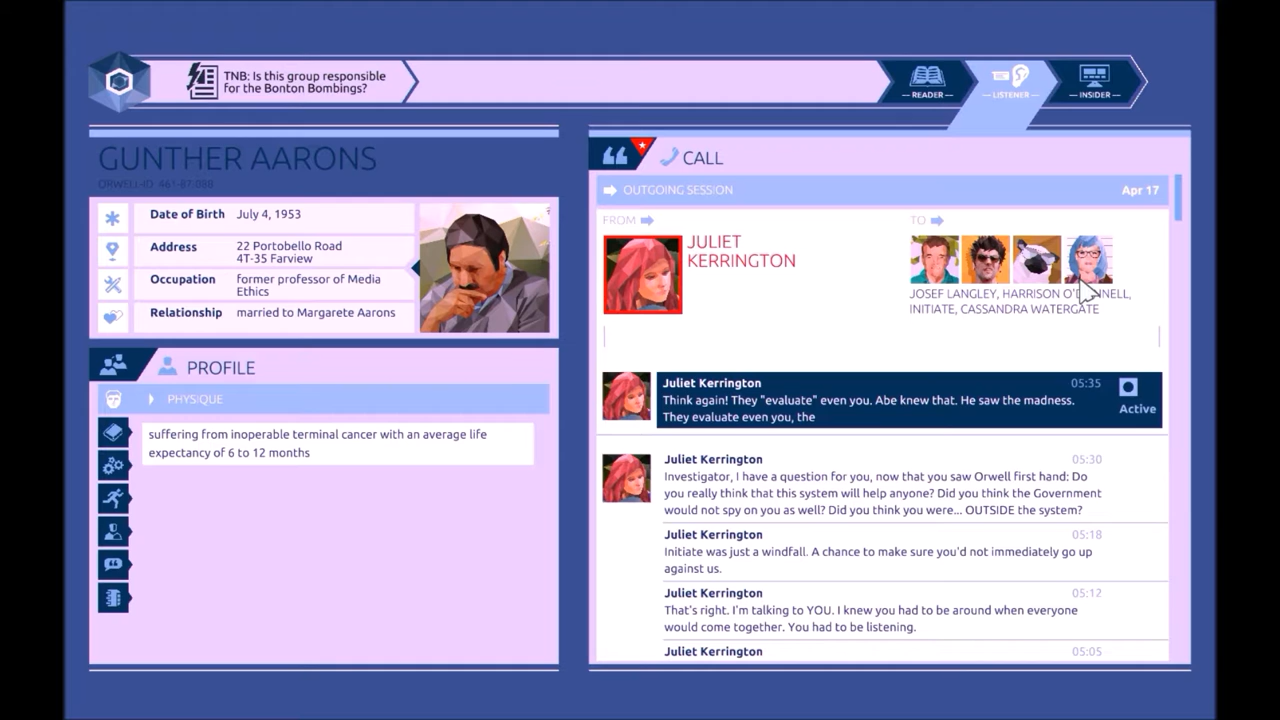 TNB: Is this group responsible
for the Bonton Bombings?
READER
LISTENER
INSIDER
GUNTHER AARONS
ORWELL-ID 461-87-080
Date of Birth July 4, 1953
Address 22 Portobello Road
4T-35 Farview
Occupation former professor of Media
Ethics
Relationship married to Margarete Aarons
PROFILE
PHYSIQUE
suffering from inoperable terminal cancer with an average life
expectancy of 6 to 12 months
CALL
OUTGOING SESSION Apr 17
FROM TO
JULIET
KERRINGTON
JOSEF LANGLEY, HARRISON
INITIATE, CASSANDRA WATERGATE
Juliet Kerrington 05:35
Think again! They "evaluate" even you. Abe knew that. He saw the madness.
They evaluate even you, the
Active
Juliet Kerrington 05:30
Investigator, I have a question for you, now that you saw Orwell first hand: Do
you really think that this system will help anyone? Did you think the Government
would not spy on you as well? Did you think you were... OUTSIDE the system?
Juliet Kerrington 05:18
Initiate was just a windfall. A chance to make sure you'd not immediately go up
against us.
Juliet Kerrington 05:12
That's right. I'm talking to YOU. I knew you had to be around when everyone
would come together. You had to be listening.
Juliet Kerrington 05:05